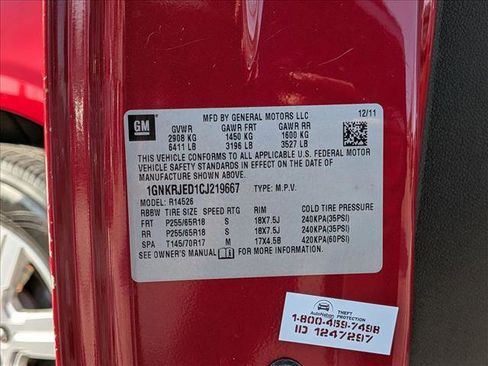 MFD BY GENERAL MOTORS LLC 12/11
GM
GVWR GAWR FRT GAWR RR
2908 KG 1450 KG 1600 KG
6411 LB 3196 LB 3527 LB
THIS VEHICLE CONFORMS TO ALL APPLICABLE U.S. FEDERAL MOTOR
VEHICLE SAFETY STANDARDS IN EFFECT ON THE DATE OF
MANUFACTURE SHOWN ABOVE.
1GNKRJED1CJ219667 TYPE: M.P.V.
MODEL: R14526
RBBW TIRE SIZE SPEED RTG RIM COLD TIRE PRESSURE
FRT P255/65R18 S 18X7.5J 240KPA(35PSI)
RR P255/65R18 S 18X7.5J 240KPA(35PSI)
SPA T145/70R17 M 17X4.5B 420KPA(60PSI)
SEE OWNER'S MANUAL FOR MORE INFORMATION.
AutoNation THEFT PROTECTION
1-800-459-7498
ID 1247297